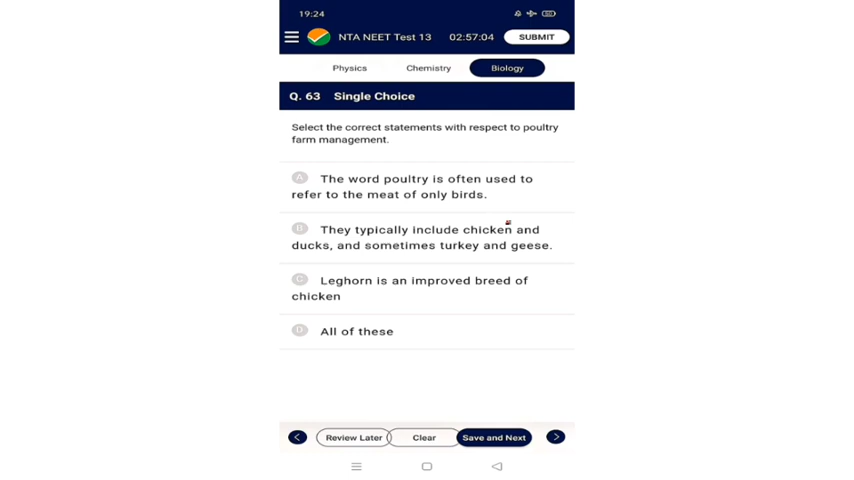 19:24
NTA NEET Test 13 02:57:04 SUBMIT
Physics Chemistry Biology
Q. 63 Single Choice
Select the correct statements with respect to poultry
farm management.
A The word poultry is often used to
refer to the meat of only birds.
B They typically include chicken and
ducks, and sometimes turkey and geese.
C Leghorn is an improved breed of
chicken
D All of these
Review Later Clear Save and Next